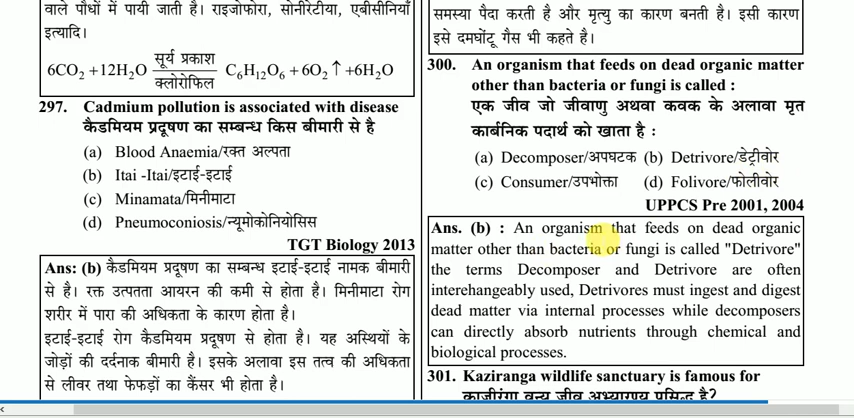 वाले पौधों में पायी जाती है। राइजोफोरा, सोनीरेटीया, एबीसीनियाँ
इत्यादि।
6CO₂ +12H₂O सूर्य प्रकाश / क्लोरोफिल C₆H₁₂O₆ + 6O₂ ↑ +6H₂O
297. Cadmium pollution is associated with disease
कैडमियम प्रदूषण का सम्बन्ध किस बीमारी से है
(a) Blood Anaemia/रक्त अल्पता
(b) Itai -Itai/इटाई-इटाई
(c) Minamata/मिनीमाटा
(d) Pneumoconiosis/न्यूमोकोनियोसिस
TGT Biology 2013
Ans: (b) कैडमियम प्रदूषण का सम्बन्ध इटाई-इटाई नामक बीमारी
से है। रक्त उत्पतता आयरन की कमी से होता है। मिनीमाटा रोग
शरीर में पारा की अधिकता के कारण होता है।
इटाई-इटाई रोग कैडमियम प्रदूषण से होता है। यह अस्थियों के
जोड़ों की दर्दनाक बीमारी है। इसके अलावा इस तत्व की अधिकता
से लीवर तथा फेफड़ों का कैंसर भी होता है।
समस्या पैदा करती है और मृत्यु का कारण बनती है। इसी कारण
इसे दमघोंटू गैस भी कहते है।
300. An organism that feeds on dead organic matter
other than bacteria or fungi is called :
एक जीव जो जीवाणु अथवा कवक के अलावा मृत
कार्बनिक पदार्थ को खाता है :
(a) Decomposer/अपघटक (b) Detrivore/डेट्रीवोर
(c) Consumer/उपभोक्ता (d) Folivore/फोलीवोर
UPPCS Pre 2001, 2004
Ans. (b) : An organism that feeds on dead organic
matter other than bacteria or fungi is called "Detrivore"
the terms Decomposer and Detrivore are often
interchangeably used, Detrivores must ingest and digest
dead matter via internal processes while decomposers
can directly absorb nutrients through chemical and
biological processes.
301. Kaziranga wildlife sanctuary is famous for
काजीरंगा वन्य जीव अभ्यारण्य प्रसिद्ध है?